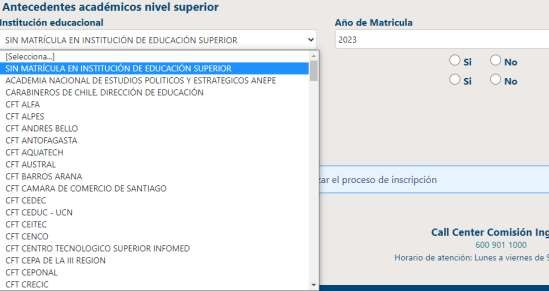 Antecedentes académicos nivel superior
Institución educacional
Año de Matricula
SIN MATRÍCULA EN INSTITUCIÓN DE EDUCACIÓN SUPERIOR
2023
[Selecciona...]
SIN MATRÍCULA EN INSTITUCIÓN DE EDUCACIÓN SUPERIOR
ACADEMIA NACIONAL DE ESTUDIOS POLITICOS Y ESTRATEGICOS ANEPE
CARABINEROS DE CHILE, DIRECCIÓN DE EDUCACIÓN
CFT ALFA
CFT ALPES
CFT ANDRES BELLO
CFT ANTOFAGASTA
CFT AQUATECH
CFT AUSTRAL
CFT BARROS ARANA
CFT CAMARA DE COMERCIO DE SANTIAGO
CFT CEDEC
CFT CEDUC - UCN
CFT CEITEC
CFT CENCO
CFT CENTRO TECNOLOGICO SUPERIOR INFOMED
CFT CEPA DE LA III REGION
CFT CEPONAL
CFT CRECIC
Si No
Si No
zar el proceso de inscripción
Call Center Comisión Ing
600 901 1000
Horario de atención: Lunes a viernes de 9